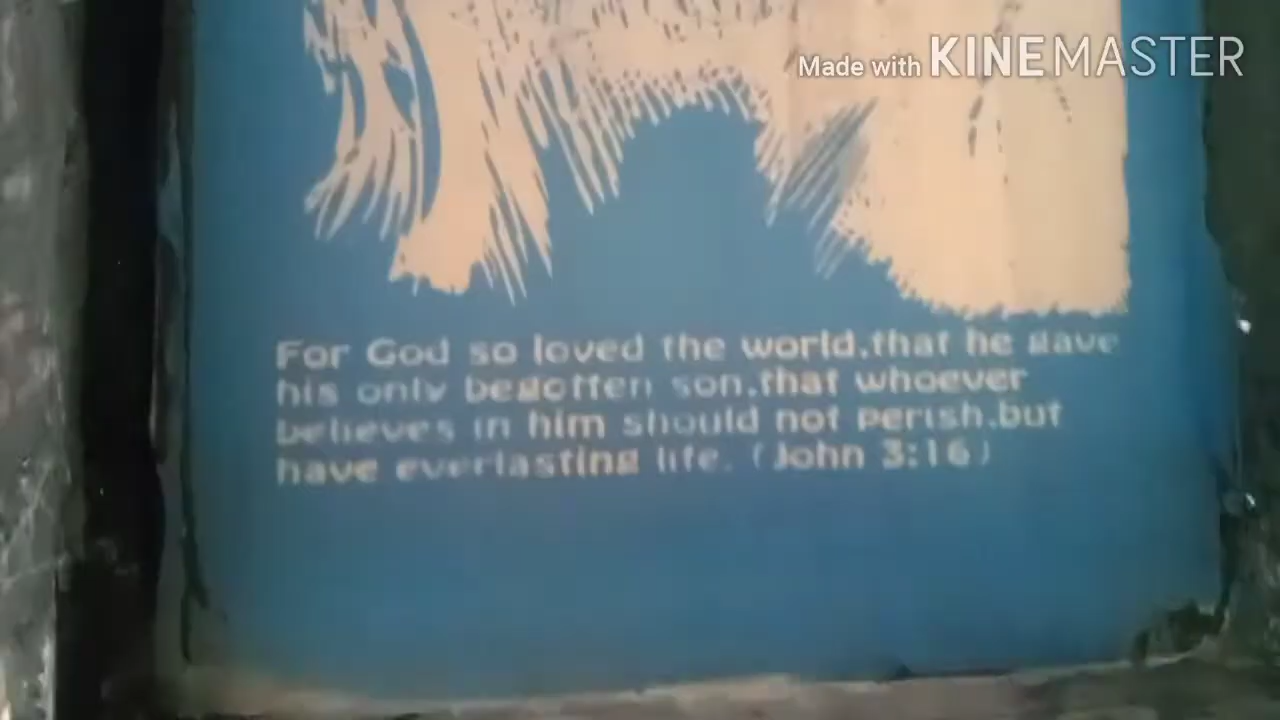 Made with KINEMASTER
For God so loved the world.that he gave
his only begotten son.that whoever
believes in him should not perish.but
have everlasting life. (John 3:16)